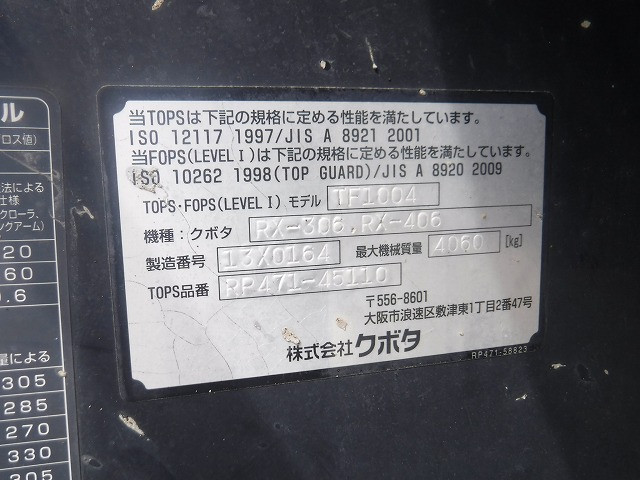 当TOPSは下記の規格に定める性能を満たしています。
ISO 12117 1997/JIS A 8921 2001
当FOPS(LEVELⅠ)は下記の規格に定める性能を満たしています。
ISO 10262 1998(TOP GUARD)/JIS A 8920 2009
TOPS·FOPS(LEVELⅠ) モデル TF1004
機種：クボタ RX-306,RX-406
製造番号 13X0164 最大機械質量 4060 [kg]
TOPS品番 RP471-45110
〒556-8601
大阪市浪速区敷津東1丁目2番47号
株式会社クボタ
RP471-58823
ル
ロス値)
法による
仕様
クローラ、
ングアーム)
20
60
0.6
量による
305
285
270
330
305